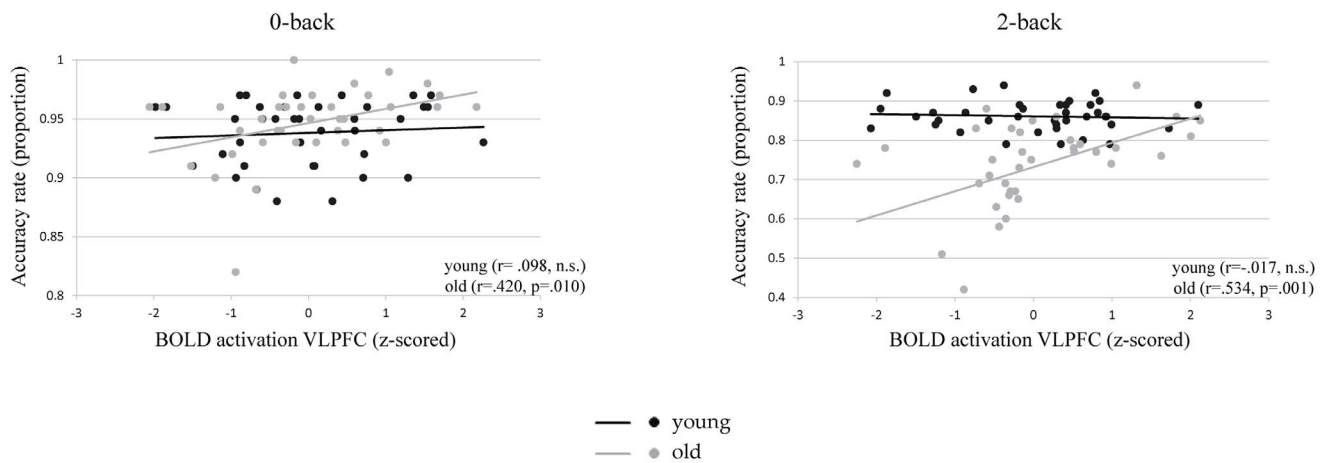 0-back
Accuracy rate (proportion)
1
0.95
0.9
0.85
0.8
-3 -2 -1 0 1 2 3
young (r= .098, n.s.)
old (r=.420, p=.010)
BOLD activation VLPFC (z-scored)
2-back
Accuracy rate (proportion)
1
0.9
0.8
0.7
0.6
0.5
0.4
-3 -2 -1 0 1 2 3
young (r=-.017, n.s.)
old (r=.534, p=.001)
BOLD activation VLPFC (z-scored)
young
old